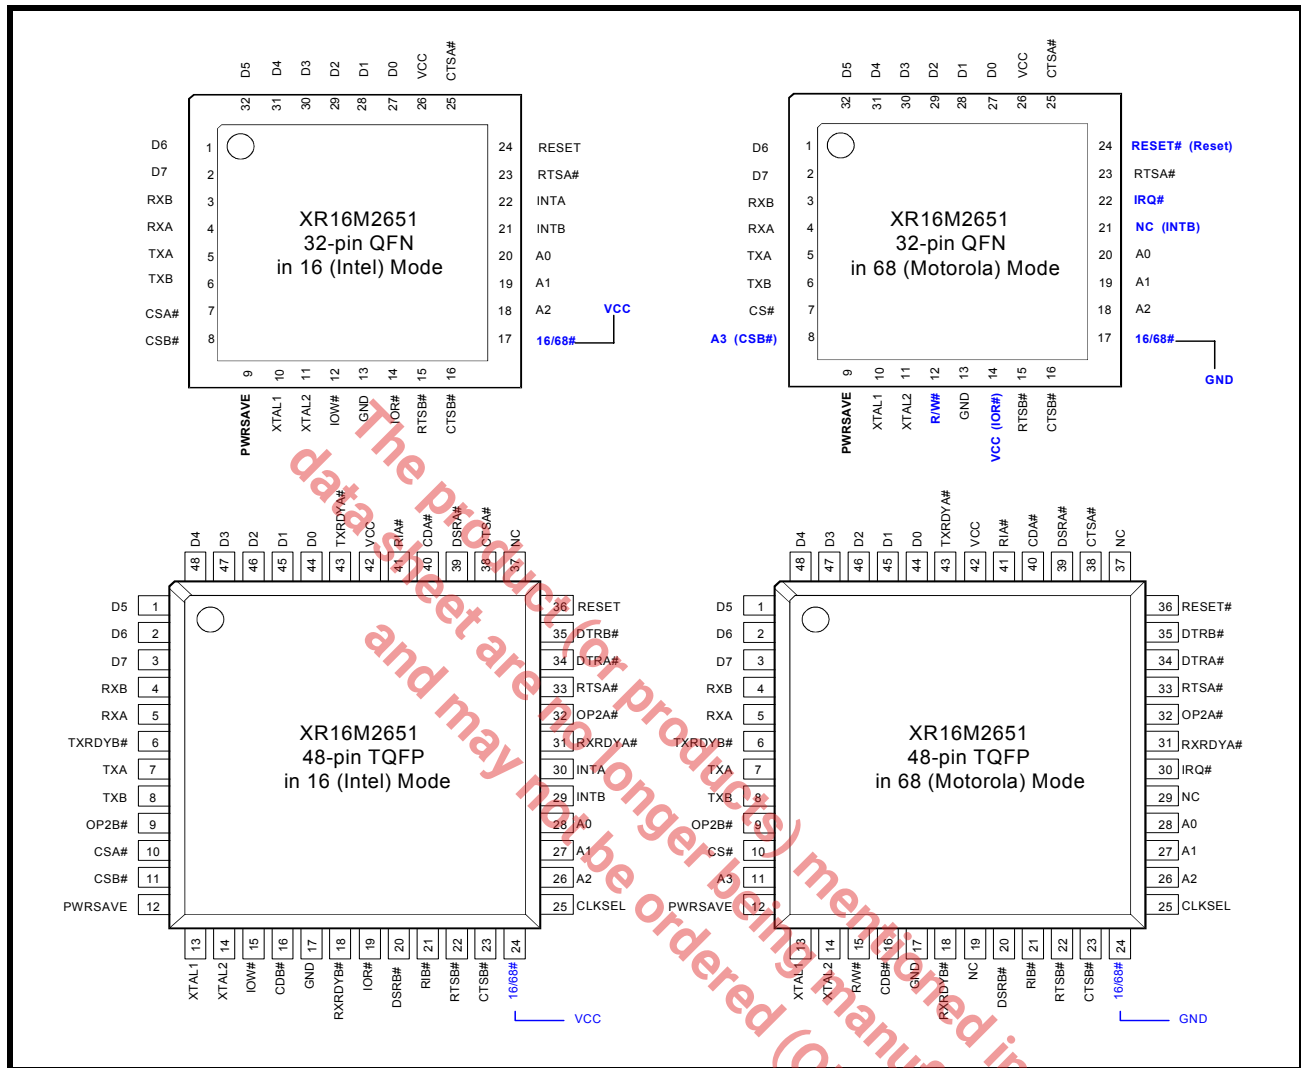 D5 D4 D3 D2 D1 D0 VCC CTSA#
32 31 30 29 28 27 26 25
D6 1
D7 2
RXB 3
RXA 4
TXA 5
TXB 6
CSA# 7
CSB# 8
XR16M2651
32-pin QFN
in 16 (Intel) Mode
24 RESET
23 RTSA#
22 INTA
21 INTB
20 A0
19 A1
18 A2
VCC
17 16/68#
9 10 11 12 13 14 15 16
PWRSAVE XTAL1 XTAL2 IOW# GND IOR# RTSB# CTSB#
D5 D4 D3 D2 D1 D0 VCC CTSA#
32 31 30 29 28 27 26 25
D6 1
D7 2
RXB 3
RXA 4
TXA 5
TXB 6
CS# 7
A3 (CSB#) 8
XR16M2651
32-pin QFN
in 68 (Motorola) Mode
24 RESET# (Reset)
23 RTSA#
22 IRQ#
21 NC (INTB)
20 A0
19 A1
18 A2
17 16/68#
GND
9 10 11 12 13 14 15 16
PWRSAVE XTAL1 XTAL2 R/W# GND VCC (IOR#) RTSB# CTSB#
D4 D3 D2 D1 D0 TXRDYA# VCC RIA# CDA# DSRA# CTSA# NC
48 47 46 45 44 43 42 41 40 39 38 37
D5 1
D6 2
D7 3
RXB 4
RXA 5
TXRDYB# 6
TXA 7
TXB 8
OP2B# 9
CSA# 10
CSB# 11
PWRSAVE 12
XR16M2651
48-pin TQFP
in 16 (Intel) Mode
36 RESET
35 DTRB#
34 DTRA#
33 RTSA#
32 OP2A#
31 RXRDYA#
30 INTA
29 INTB
28 A0
27 A1
26 A2
25 CLKSEL
13 14 15 16 17 18 19 20 21 22 23 24
XTAL1 XTAL2 IOW# CDB# GND RXRDYB# IOR# DSRB# RIB# RTSB# CTSB# 16/68#
VCC
D4 D3 D2 D1 D0 TXRDYA# VCC RIA# CDA# DSRA# CTSA# NC
48 47 46 45 44 43 42 41 40 39 38 37
D5 1
D6 2
D7 3
RXB 4
RXA 5
TXRDYB# 6
TXA 7
TXB 8
OP2B# 9
CS# 10
A3 11
PWRSAVE 12
XR16M2651
48-pin TQFP
in 68 (Motorola) Mode
36 RESET#
35 DTRB#
34 DTRA#
33 RTSA#
32 OP2A#
31 RXRDYA#
30 IRQ#
29 NC
28 A0
27 A1
26 A2
25 CLKSEL
13 14 15 16 17 18 19 20 21 22 23 24
XTAL1 XTAL2 R/W# CDB# GND RXRDYB# NC DSRB# RIB# RTSB# CTSB# 16/68#
GND
The product (or products) mentioned in
data sheet are no longer being
and may not be ordered